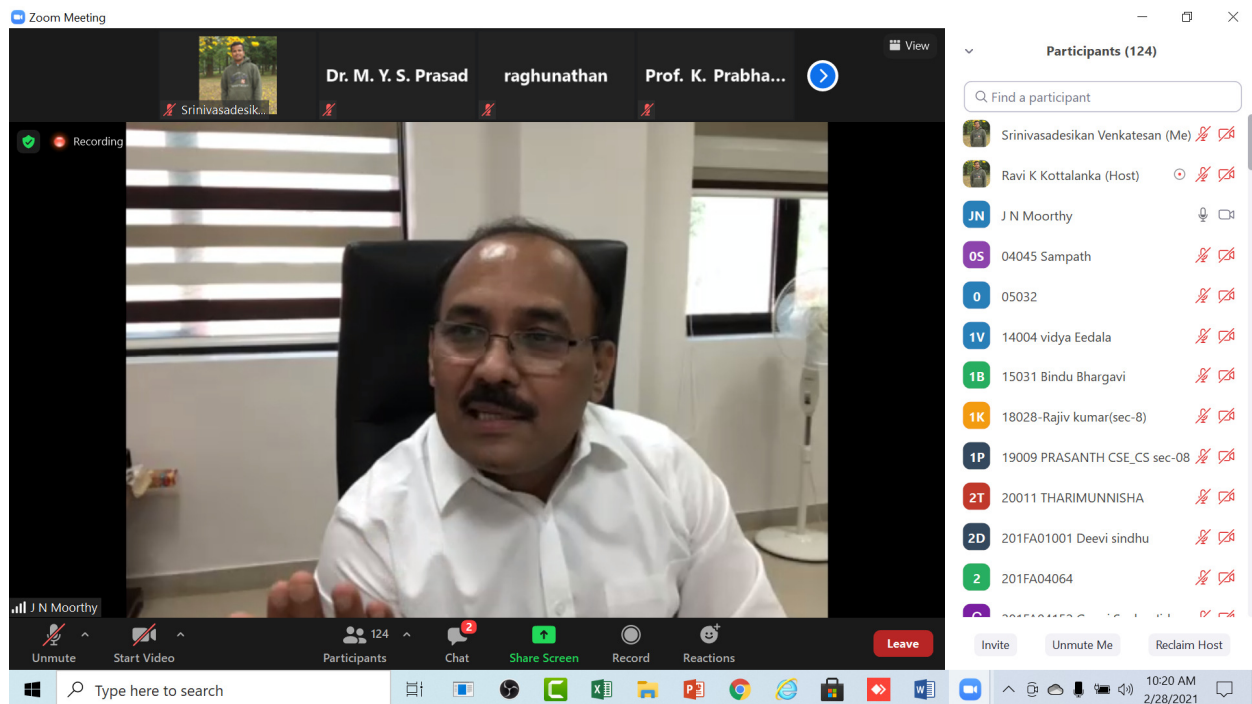 Zoom Meeting
Srinivasadesik...
Dr. M. Y. S. Prasad
raghunathan
Prof. K. Prabha...
View
Recording
J N Moorthy
Unmute
Start Video
124
Participants
2
Chat
Share Screen
Record
Reactions
Leave
Participants (124)
Find a participant
Srinivasadesikan Venkatesan (Me)
Ravi K Kottalanka (Host)
JN J N Moorthy
0S 04045 Sampath
0 05032
1V 14004 vidya Eedala
1B 15031 Bindu Bhargavi
1K 18028-Rajiv kumar(sec-8)
1P 19009 PRASANTH CSE_CS sec-08
2T 20011 THARIMUNNISHA
2D 201FA01001 Deevi sindhu
2 201FA04064
Invite
Unmute Me
Reclaim Host
Type here to search
10:20 AM
2/28/2021